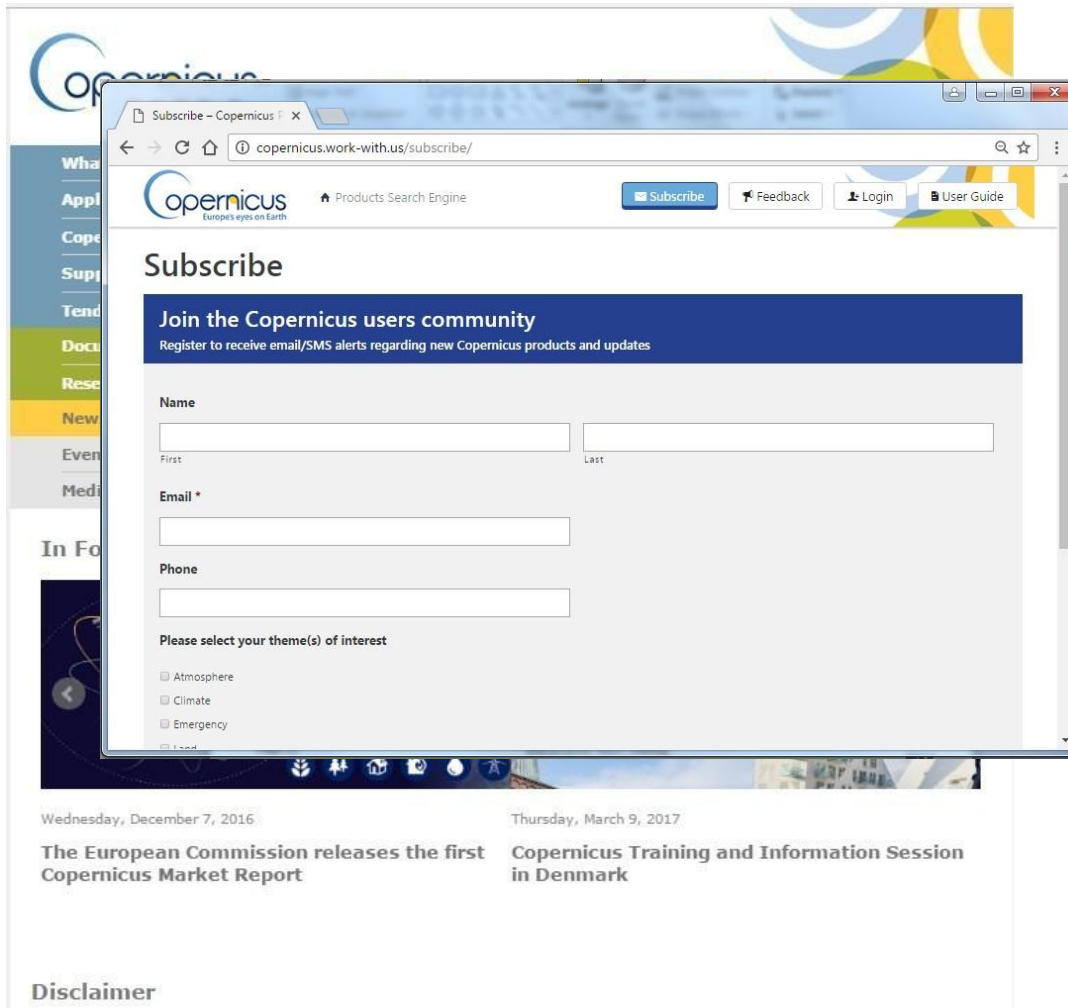 Subscribe – Copernicus P
copernicus.work-with.us/subscribe/
Copernicus
Europe's eyes on Earth
Products Search Engine
Subscribe
Feedback
Login
User Guide
Subscribe
Join the Copernicus users community
Register to receive email/SMS alerts regarding new Copernicus products and updates
Name
First
Last
Email *
Phone
Please select your theme(s) of interest
Atmosphere
Climate
Emergency
Land
Wha
Appl
Cope
Supp
Tend
Docu
Rese
New
Even
Medi
In Fo
Wednesday, December 7, 2016
The European Commission releases the first
Copernicus Market Report
Thursday, March 9, 2017
Copernicus Training and Information Session
in Denmark
Disclaimer